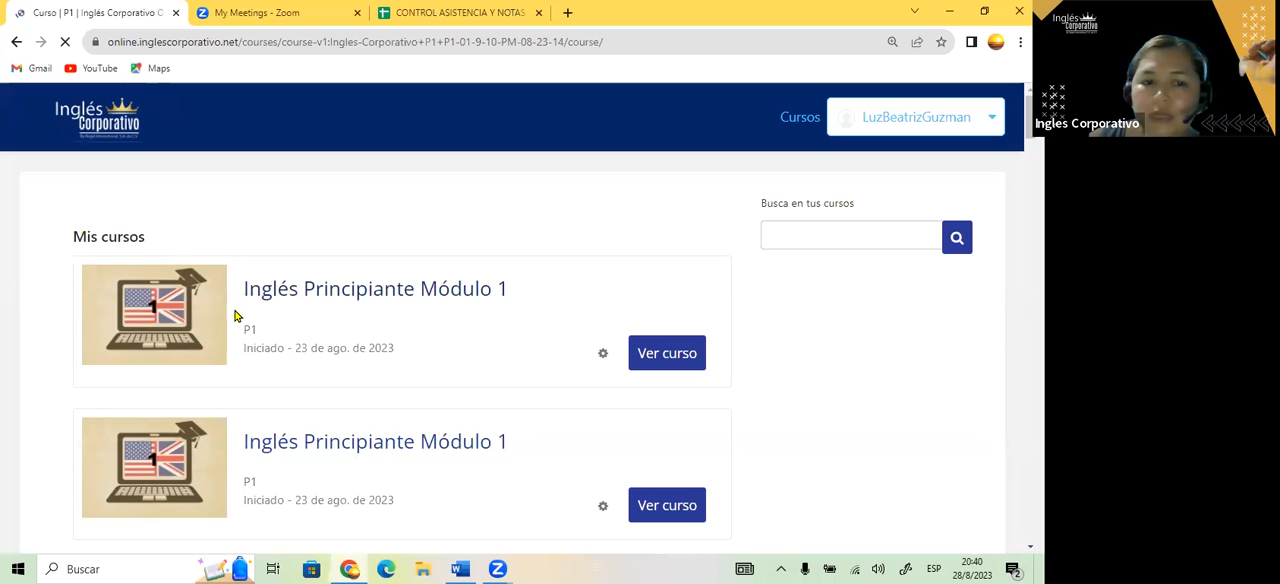 Curso | P1 | Inglés Corporativo C
My Meetings - Zoom
CONTROL ASISTENCIA Y NOTAS
online.inglescorporativo.net/courses/course-v1:Ingles-Corporativo+P1+P1-01-9-10-PM-08-23-14/course/
Gmail
YouTube
Maps
Inglés
Corporativo
Cursos
LuzBeatrizGuzman
Inglés
Corporativo
Ingles Corporativo
Busca en tus cursos
Mis cursos
1
Inglés Principiante Módulo 1
P1
Iniciado - 23 de ago. de 2023
Ver curso
1
Inglés Principiante Módulo 1
P1
Iniciado - 23 de ago. de 2023
Ver curso
Buscar
ESP
20:40
28/8/2023
2